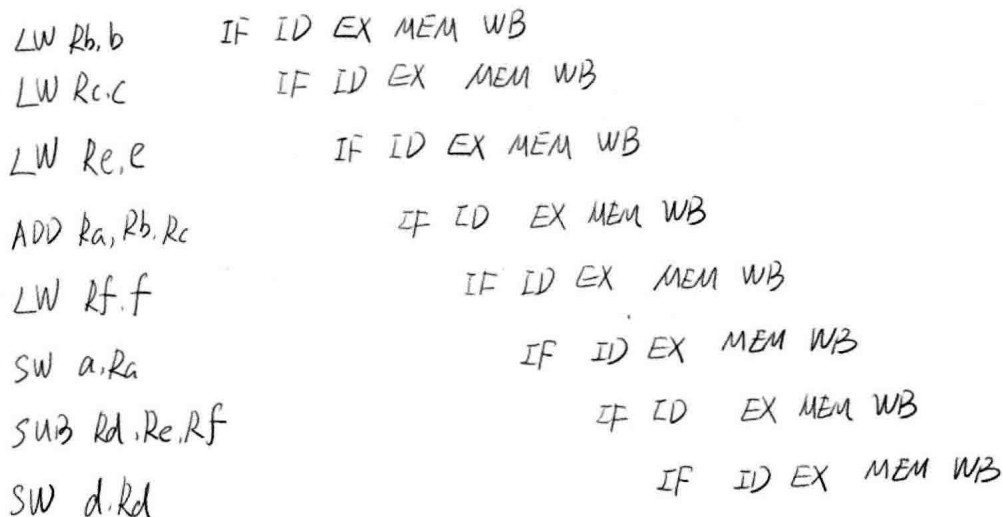 LW Rb,b IF ID EX MEM WB
LW Rc,c IF ID EX MEM WB
LW Re,e IF ID EX MEM WB
ADD Ra,Rb,Rc IF ID EX MEM WB
LW Rf,f IF ID EX MEM WB
SW a,Ra IF ID EX MEM WB
SUB Rd,Re,Rf IF ID EX MEM WB
SW d,Rd IF ID EX MEM WB